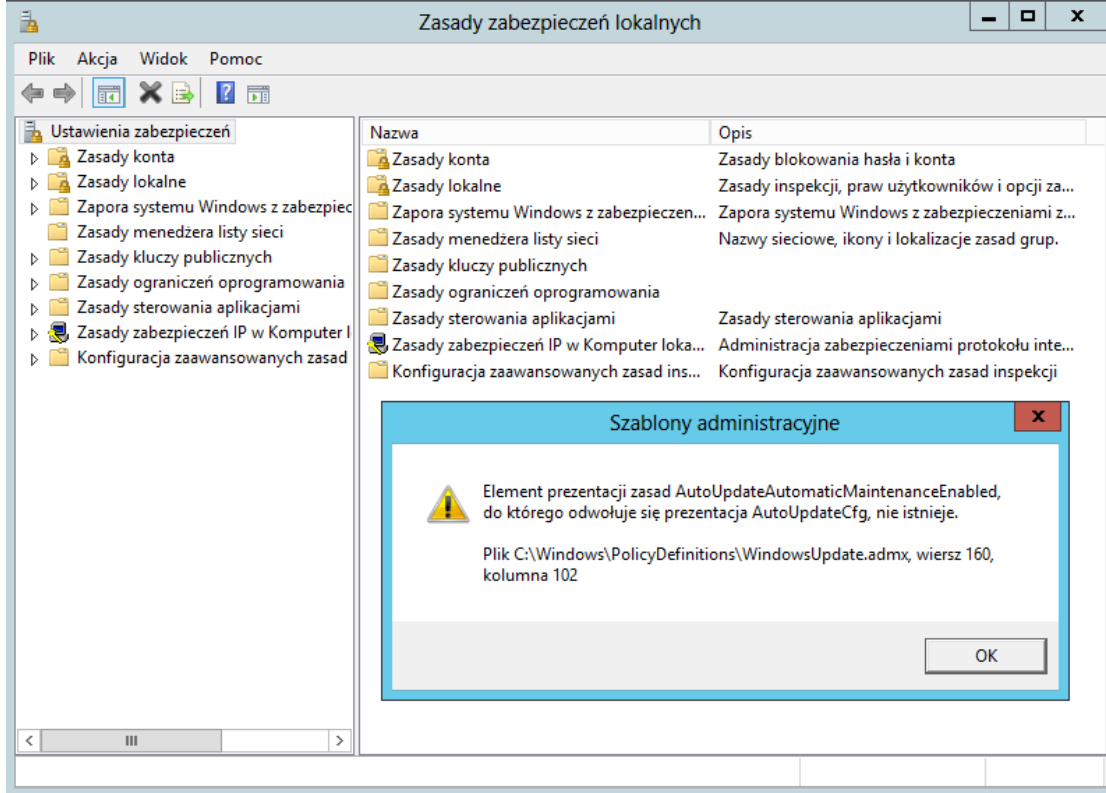 Zasady zabezpieczeń lokalnych
Plik Akcja Widok Pomoc
Ustawienia zabezpieczeń
Zasady konta
Zasady lokalne
Zapora systemu Windows z zabezpiec
Zasady menedżera listy sieci
Zasady kluczy publicznych
Zasady ograniczeń oprogramowania
Zasady sterowania aplikacjami
Zasady zabezpieczeń IP w Komputer l
Konfiguracja zaawansowanych zasad
Nazwa Opis
Zasady konta Zasady blokowania hasła i konta
Zasady lokalne Zasady inspekcji, praw użytkowników i opcji za...
Zapora systemu Windows z zabezpieczen... Zapora systemu Windows z zabezpieczeniami z...
Zasady menedżera listy sieci Nazwy sieciowe, ikony i lokalizacje zasad grup.
Zasady kluczy publicznych
Zasady ograniczeń oprogramowania
Zasady sterowania aplikacjami Zasady sterowania aplikacjami
Zasady zabezpieczeń IP w Komputer loka... Administracja zabezpieczeniami protokołu inte...
Konfiguracja zaawansowanych zasad ins... Konfiguracja zaawansowanych zasad inspekcji
Szablony administracyjne
Element prezentacji zasad AutoUpdateAutomaticMaintenanceEnabled,
do którego odwołuje się prezentacja AutoUpdateCfg, nie istnieje.
Plik C:\Windows\PolicyDefinitions\WindowsUpdate.admx, wiersz 160,
kolumna 102
OK